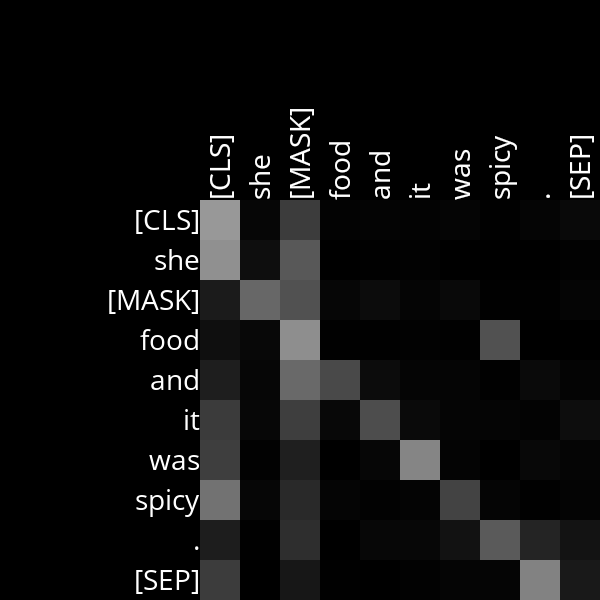 [CLS] she [MASK] food and it was spicy . [SEP]
[CLS]
she
[MASK]
food
and
it
was
spicy
.
[SEP]